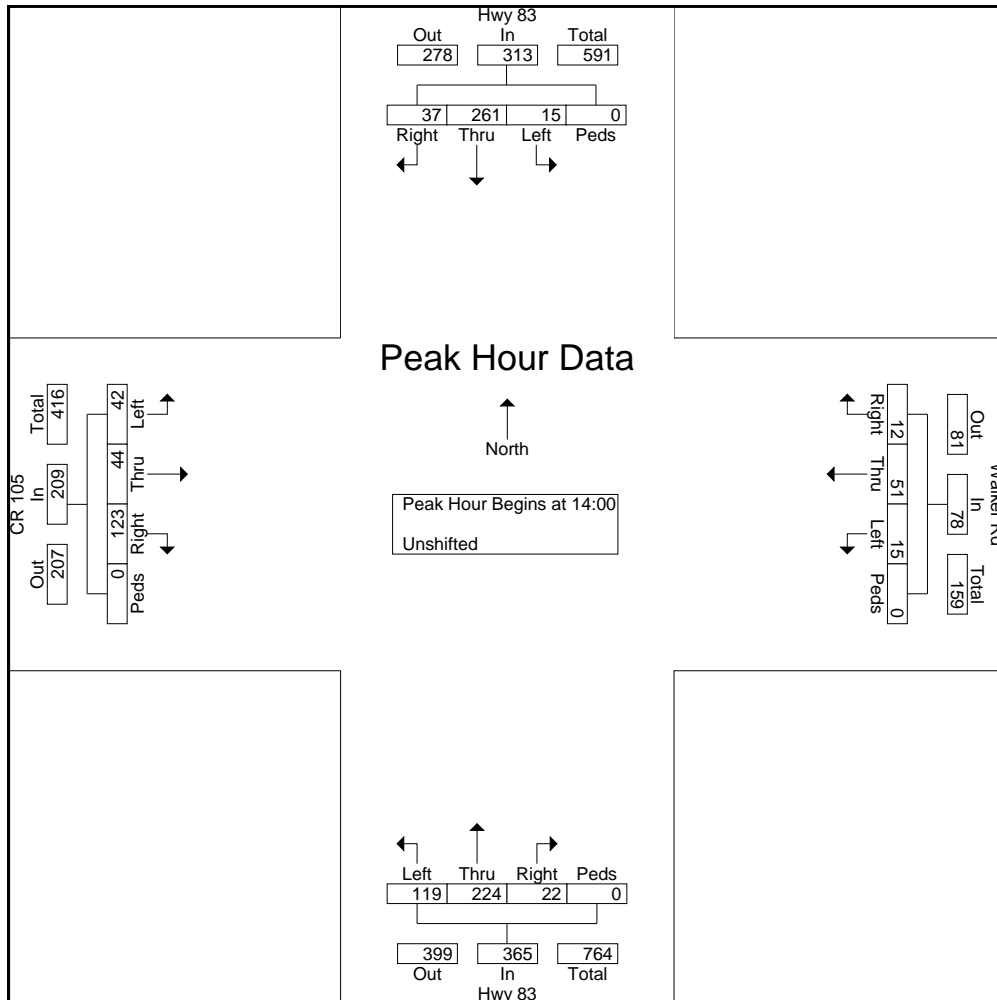 Hwy 83
Out In Total
278 313 591
37 261 15 0
Right Thru Left Peds
Peak Hour Data
North
Peak Hour Begins at 14:00
Unshifted
CR 105
Total In Out
416 209 207
42 44 123 0
Left Thru Right Peds
Walker Rd
Out In Total
81 78 159
12 51 15 0
Right Thru Left Peds
Left Thru Right Peds
119 224 22 0
399 365 764
Out In Total
Hwy 83